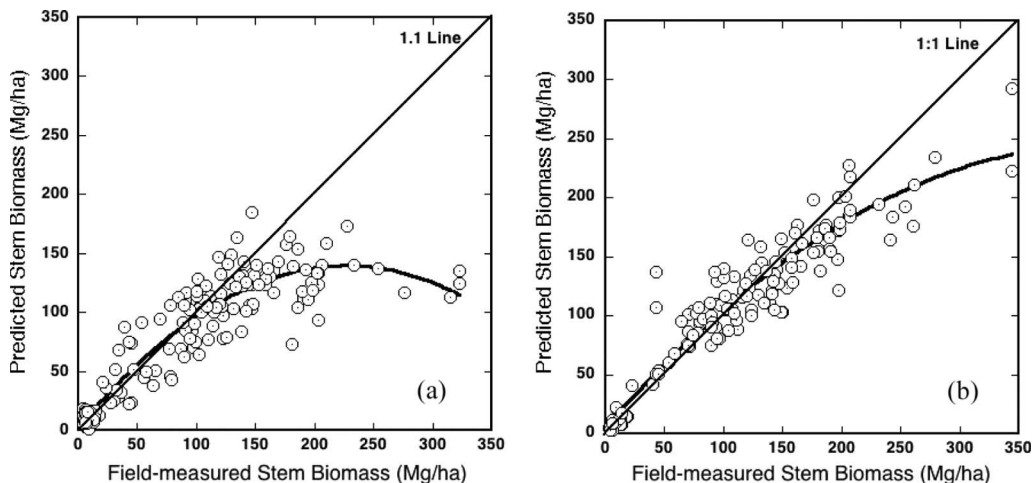 350
300
250
200
150
100
50
0
Predicted Stem Biomass (Mg/ha)
1.1 Line
(a)
0 50 100 150 200 250 300 350
Field-measured Stem Biomass (Mg/ha)
350
300
250
200
150
100
50
0
Predicted Stem Biomass (Mg/ha)
1:1 Line
(b)
0 50 100 150 200 250 300 350
Field-measured Stem Biomass (Mg/ha)